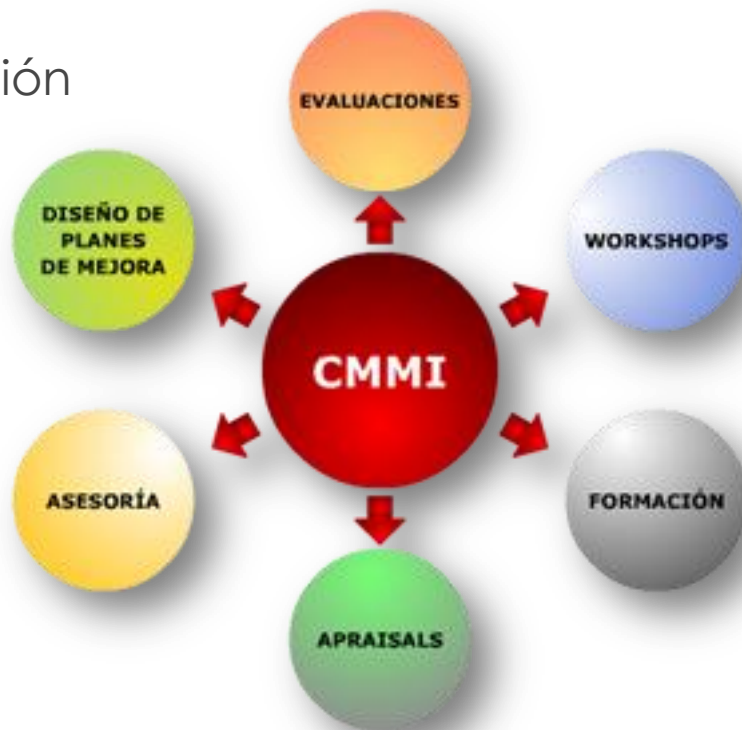 ión
EVALUACIONES
DISEÑO DE
PLANES
DE MEJORA
WORKSHOPS
CMMI
ASESORÍA
FORMACIÓN
APRAISALS